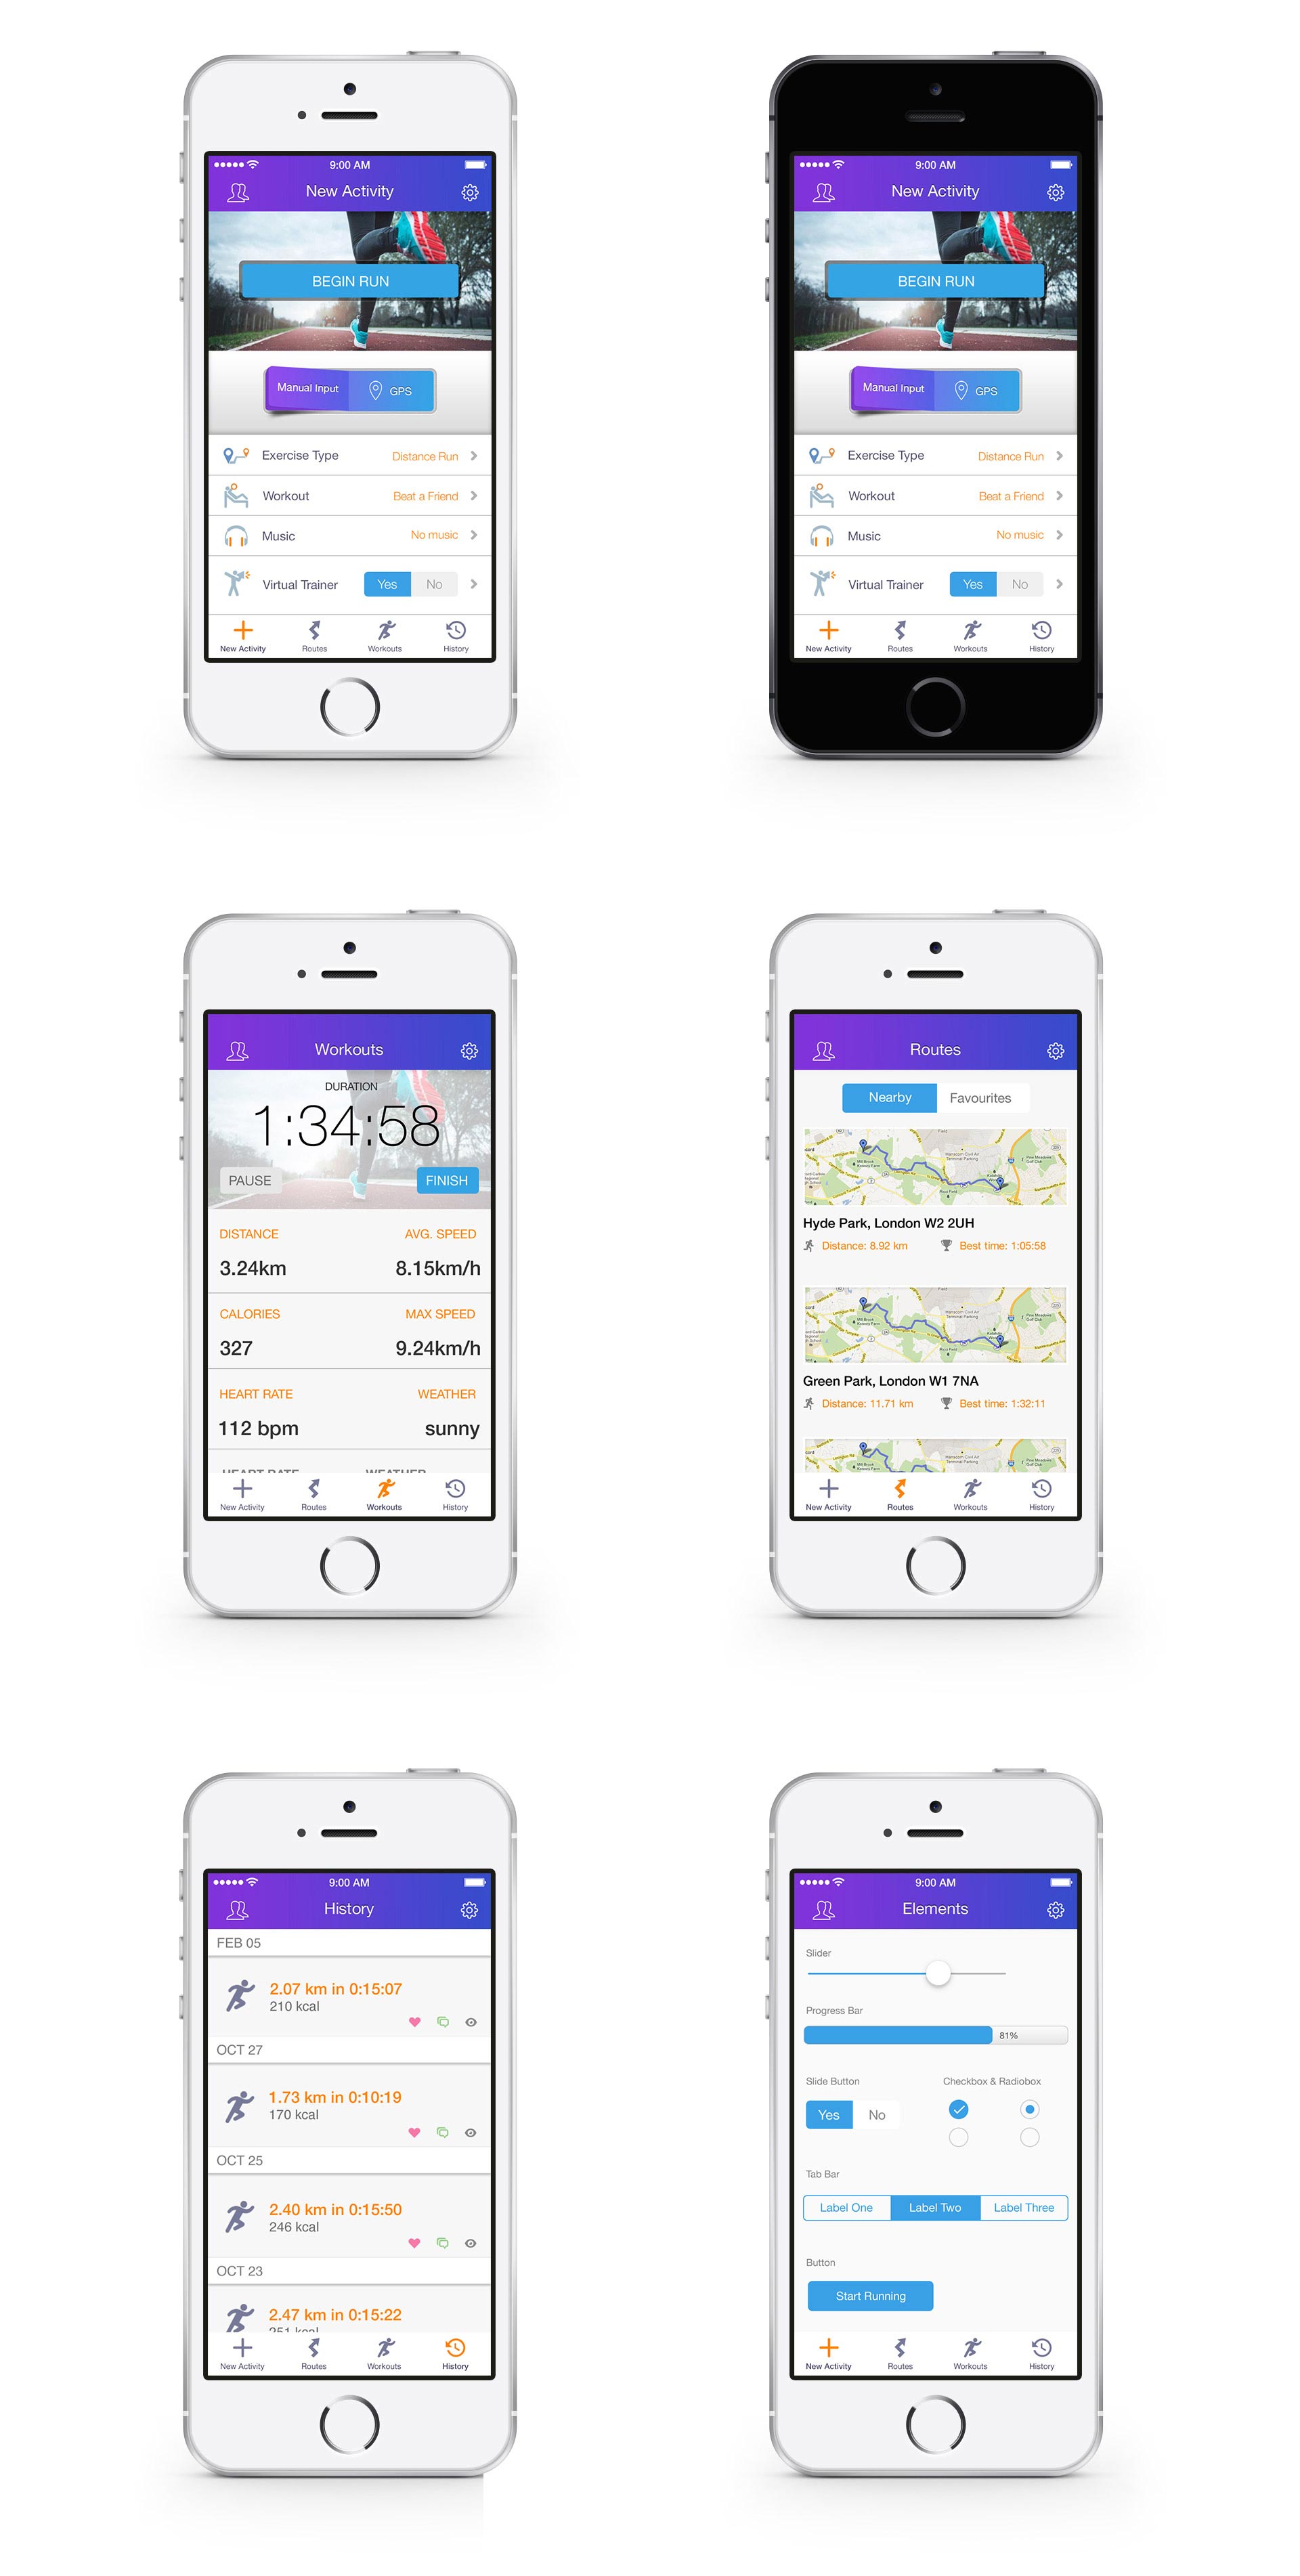 9:00 AM
New Activity
BEGIN RUN
Manual Input GPS
Exercise Type Distance Run
Workout Beat a Friend
Music No music
Virtual Trainer Yes No
New Activity Routes Workouts History
9:00 AM
New Activity
BEGIN RUN
Manual Input GPS
Exercise Type Distance Run
Workout Beat a Friend
Music No music
Virtual Trainer Yes No
New Activity Routes Workouts History
Workouts
DURATION
1:34:58
PAUSE FINISH
DISTANCE AVG. SPEED
3.24km 8.15km/h
CALORIES MAX SPEED
327 9.24km/h
HEART RATE WEATHER
112 bpm sunny
HEART RATE WEATHER
New Activity Routes Workouts History
Routes
Nearby Favourites
Hyde Park, London W2 2UH
Distance: 8.92 km Best time: 1:05:58
Green Park, London W1 7NA
Distance: 11.71 km Best time: 1:32:11
New Activity Routes Workouts History
9:00 AM
History
FEB 05
2.07 km in 0:15:07
210 kcal
OCT 27
1.73 km in 0:10:19
170 kcal
OCT 25
2.40 km in 0:15:50
246 kcal
OCT 23
2.47 km in 0:15:22
251 kcal
New Activity Routes Workouts History
9:00 AM
Elements
Slider
Progress Bar
81%
Slide Button Checkbox & Radiobox
Yes No
Tab Bar
Label One Label Two Label Three
Button
Start Running
New Activity Routes Workouts History